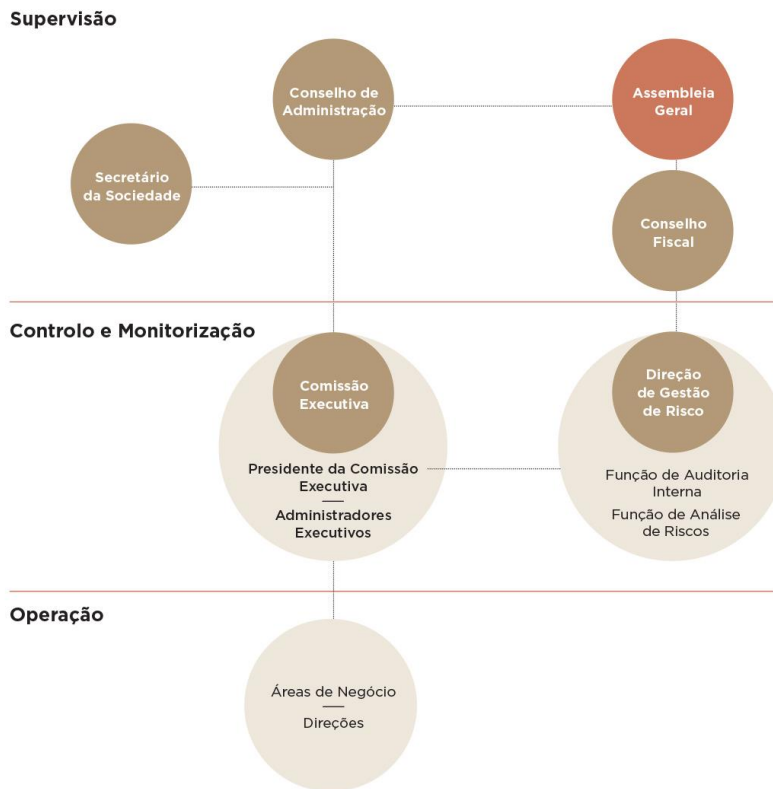 Supervisão
Conselho de
Administração
Assembleia
Geral
Secretário
da Sociedade
Conselho
Fiscal
Controlo e Monitorização
Comissão
Executiva
Presidente da Comissão
Executiva
Administradores
Executivos
Direção
de Gestão
de Risco
Função de Auditoria
Interna
Função de Análise
de Riscos
Operação
Áreas de Negócio
Direções